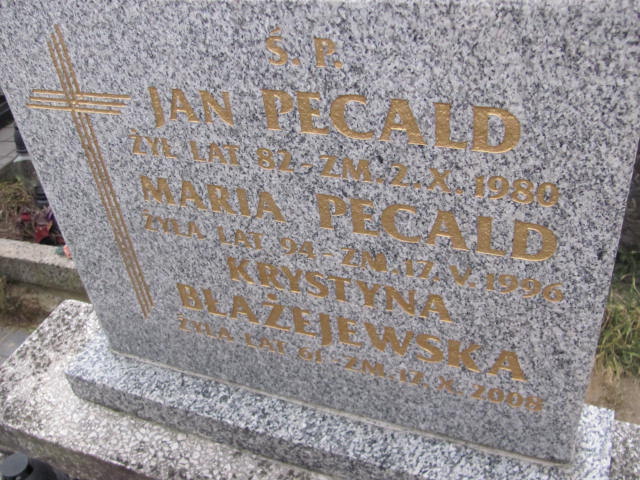 Ś. P.
JAN PECALD
ŻYŁ LAT 82 - ZM. 2. X. 1980
MARIA PECALD
ŻYŁA LAT 94 - ZM. 17. V. 1996
KRYSTYNA
BŁAŻEJEWSKA
ŻYŁA LAT 61 - ZM. 17. X. 2008